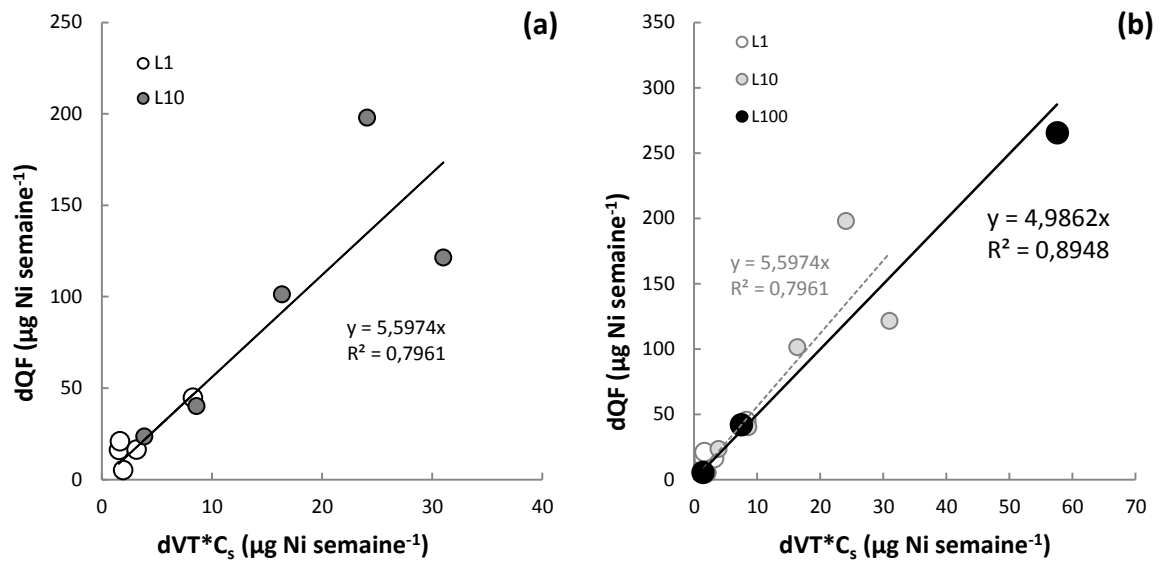 (a)
250
200
150
100
50
0
0 10 20 30 40
dQF (µg Ni semaine⁻¹)
dVT*Cₛ (µg Ni semaine⁻¹)
L1
L10
y = 5,5974x
R² = 0,7961
(b)
350
300
250
200
150
100
50
0
0 10 20 30 40 50 60 70
dQF (µg Ni semaine⁻¹)
dVT*Cₛ (µg Ni semaine⁻¹)
L1
L10
L100
y = 5,5974x
R² = 0,7961
y = 4,9862x
R² = 0,8948